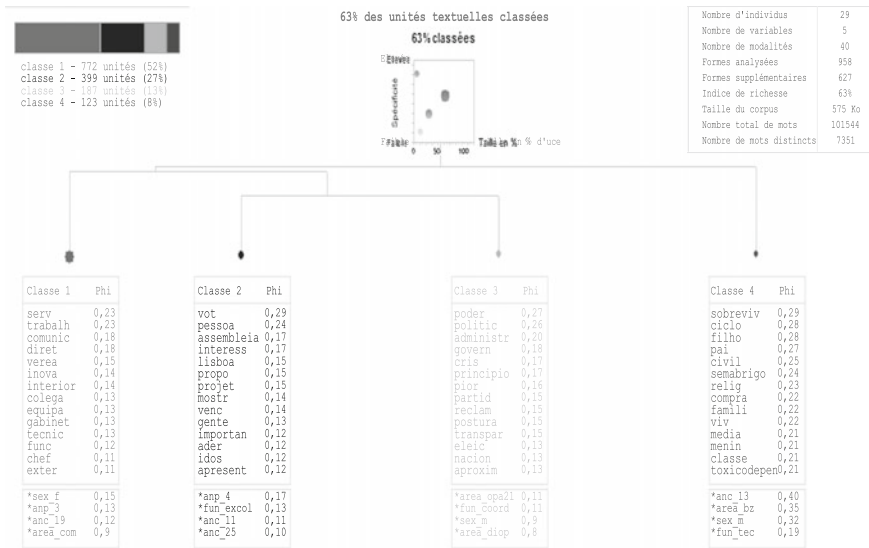 63% des unités textuelles classées
63% classées
classe 1 - 772 unités (52%)
classe 2 - 399 unités (27%)
classe 3 - 187 unités (13%)
classe 4 - 123 unités (8%)
Spécificité
0 50 100
Taille en % d'uce
Nombre d'individus 29
Nombre de variables 5
Nombre de modalités 40
Formes analysées 958
Formes supplémentaires 627
Indice de richesse 63%
Taille du corpus 575 Ko
Nombre total de mots 101544
Nombre de mots distincts 7351
Classe 1 Phi
serv 0,23
trabalh 0,23
comunic 0,18
diret 0,18
verea 0,15
inova 0,14
interior 0,14
colega 0,13
equipa 0,13
gabinet 0,13
tecnic 0,13
func 0,12
chef 0,11
exter 0,11
*sex_f 0,15
*anp_3 0,13
*anc_19 0,12
*area_com 0,9
Classe 2 Phi
vot 0,29
pessoa 0,24
assembleia 0,17
interess 0,17
lisboa 0,15
propo 0,15
projet 0,15
mostr 0,14
venc 0,14
gente 0,13
importan 0,12
ader 0,12
idos 0,12
apresent 0,12
*anp_4 0,17
*fun_excol 0,13
*anc_11 0,11
*anc_25 0,10
Classe 3 Phi
poder 0,27
politic 0,26
administr 0,20
govern 0,18
cris 0,17
principio 0,17
pior 0,16
partid 0,15
reclam 0,15
postura 0,15
transpar 0,15
eleic 0,13
nacion 0,13
aproxim 0,13
*area_opa21 0,11
*fun_coord 0,11
*sex_m 0,9
*area_diop 0,8
Classe 4 Phi
sobreviv 0,29
ciclo 0,28
filho 0,28
pai 0,27
civil 0,25
semabrigo 0,24
relig 0,23
compra 0,22
famili 0,22
viv 0,22
media 0,21
menin 0,21
classe 0,21
toxicodepen 0,21
*anc_13 0,40
*area_bz 0,35
*sex_m 0,32
*fun_tec 0,19